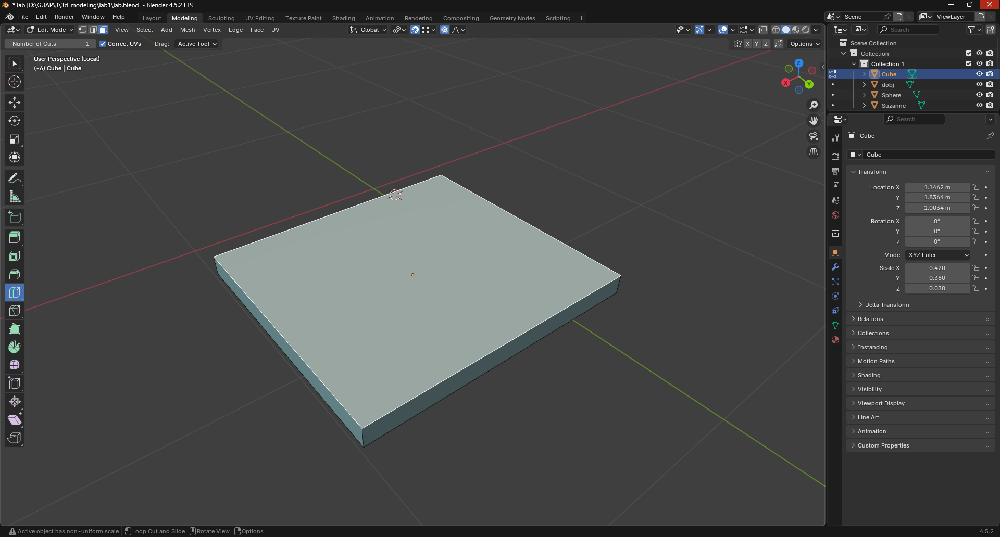 * lab [D:\GUAP\3\3d_modeling\lab1\lab.blend] - Blender 4.5.2 LTS
File Edit Render Window Help Layout Modeling Sculpting UV Editing Texture Paint Shading Animation Rendering Compositing Geometry Nodes Scripting + Scene ViewLayer
Edit Mode View Select Add Mesh Vertex Edge Face UV Global Search
Number of Cuts 1 Correct UVs Drag: Active Tool X Y Z Options
User Perspective (Local)
(-6) Cube | Cube
Z
X
Y
Scene Collection
Collection
Collection 1
Cube
dobj
Sphere
Suzanne
Search
Cube
Cube
Transform
Location X 1.1462 m
Y 1.8364 m
Z 1.0034 m
Rotation X 0°
Y 0°
Z 0°
Mode XYZ Euler
Scale X 0.420
Y 0.380
Z 0.030
Delta Transform
Relations
Collections
Instancing
Motion Paths
Shading
Visibility
Viewport Display
Line Art
Animation
Custom Properties
Active object has non-uniform scale Loop Cut and Slide Rotate View Options 4.5.2